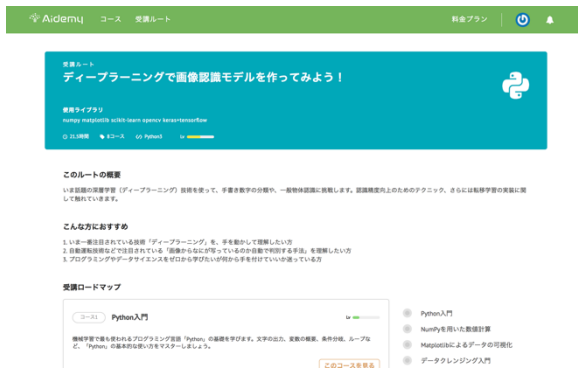 Aidemy コース 受講ルート 料金プラン
受講ルート
ディープラーニングで画像認識モデルを作ってみよう！
使用ライブラリ
numpy matplotlib scikit-learn opencv keras+tensorflow
21.5時間 8コース Python3 Lv
このルートの概要
いま話題の深層学習（ディープラーニング）技術を使って、手書き数字の分類や、一般物体認識に挑戦します。認識精度向上のためのテクニック、さらには転移学習の実装に関
して触れていきます。
こんな方におすすめ
1. いま一番注目されている技術「ディープラーニング」を、手を動かして理解したい方
2. 自動運転技術などで注目されている「画像からなにが写っているのか自動で判別する手法」を理解したい方
3. プログラミングやデータサイエンスをゼロから学びたいが何から手を付けていいか迷っている方
受講ロードマップ
コース1 Python入門 Lv
機械学習で最も使われるプログラミング言語「Python」の基礎を学びます。文字の出力、変数の概要、条件分岐、ループな
ど、「Python」の基本的な使い方をマスターしましょう。
このコースを見る
Python入門
NumPyを用いた数値計算
Matplotlibによるデータの可視化
データクレンジング入門